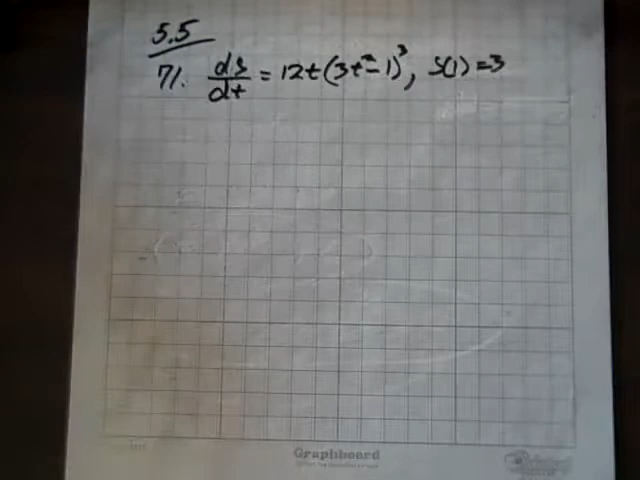 5.5
71. ds/dt = 12t(3t²-1)³, s(1)=3
Graphboard